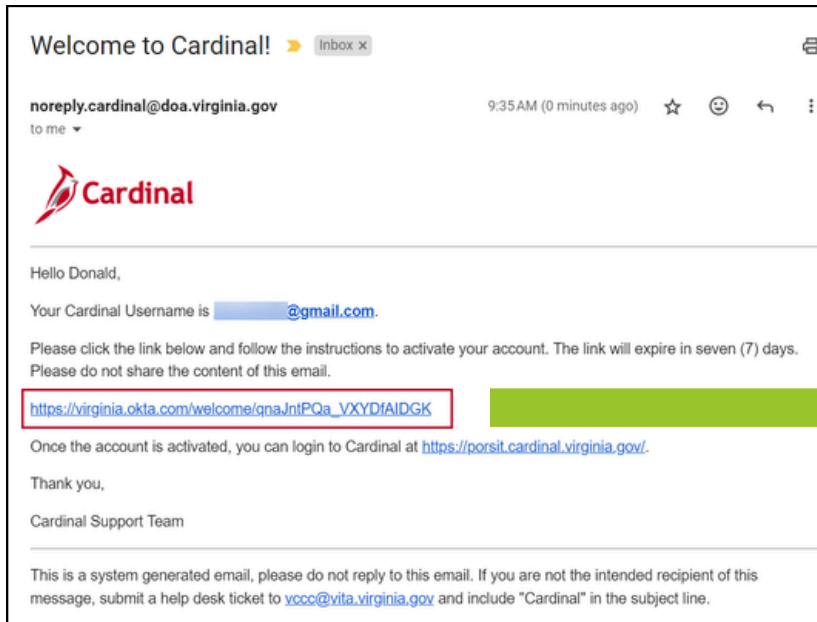 Welcome to Cardinal! Inbox x
noreply.cardinal@doa.virginia.gov 9:35 AM (0 minutes ago)
to me
Cardinal
Hello Donald,
Your Cardinal Username is @gmail.com.
Please click the link below and follow the instructions to activate your account. The link will expire in seven (7) days.
Please do not share the content of this email.
https://virginia.okta.com/welcome/qnaJntPQa_VXYDfAIDGK
Once the account is activated, you can login to Cardinal at https://porsit.cardinal.virginia.gov/.
Thank you,
Cardinal Support Team
This is a system generated email, please do not reply to this email. If you are not the intended recipient of this
message, submit a help desk ticket to vccc@vita.virginia.gov and include "Cardinal" in the subject line.